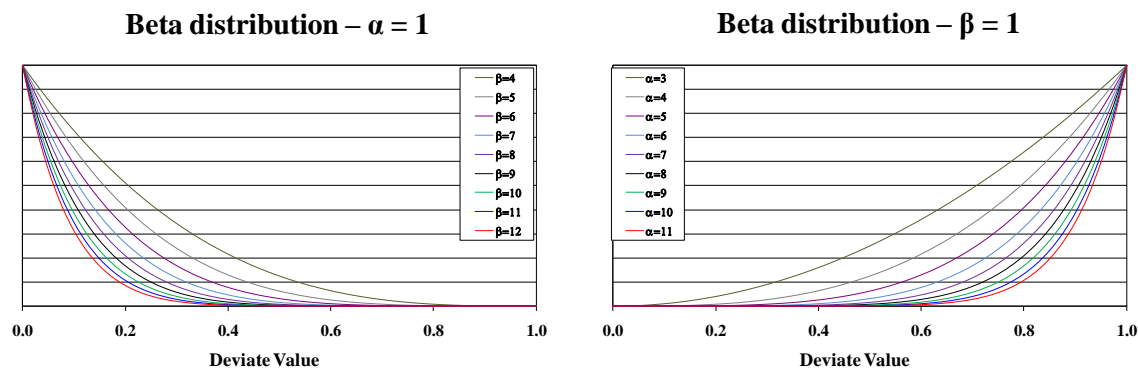 Beta distribution – α = 1
β=4
β=5
β=6
β=7
β=8
β=9
β=10
β=11
β=12
0.0 0.2 0.4 0.6 0.8 1.0
Deviate Value
Beta distribution – β = 1
α=3
α=4
α=5
α=6
α=7
α=8
α=9
α=10
α=11
0.0 0.2 0.4 0.6 0.8 1.0
Deviate Value